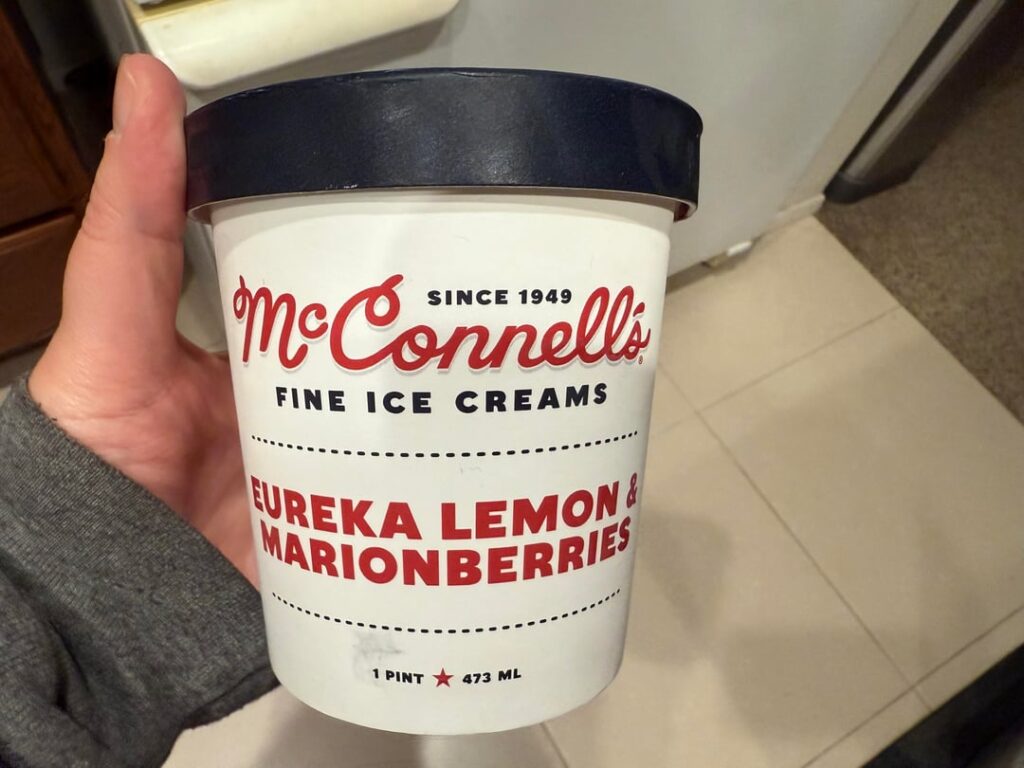 SINCE 1949
McConnell's®
FINE ICE CREAMS
EUREKA LEMON &
MARIONBERRIES
1 PINT ★ 473 ML